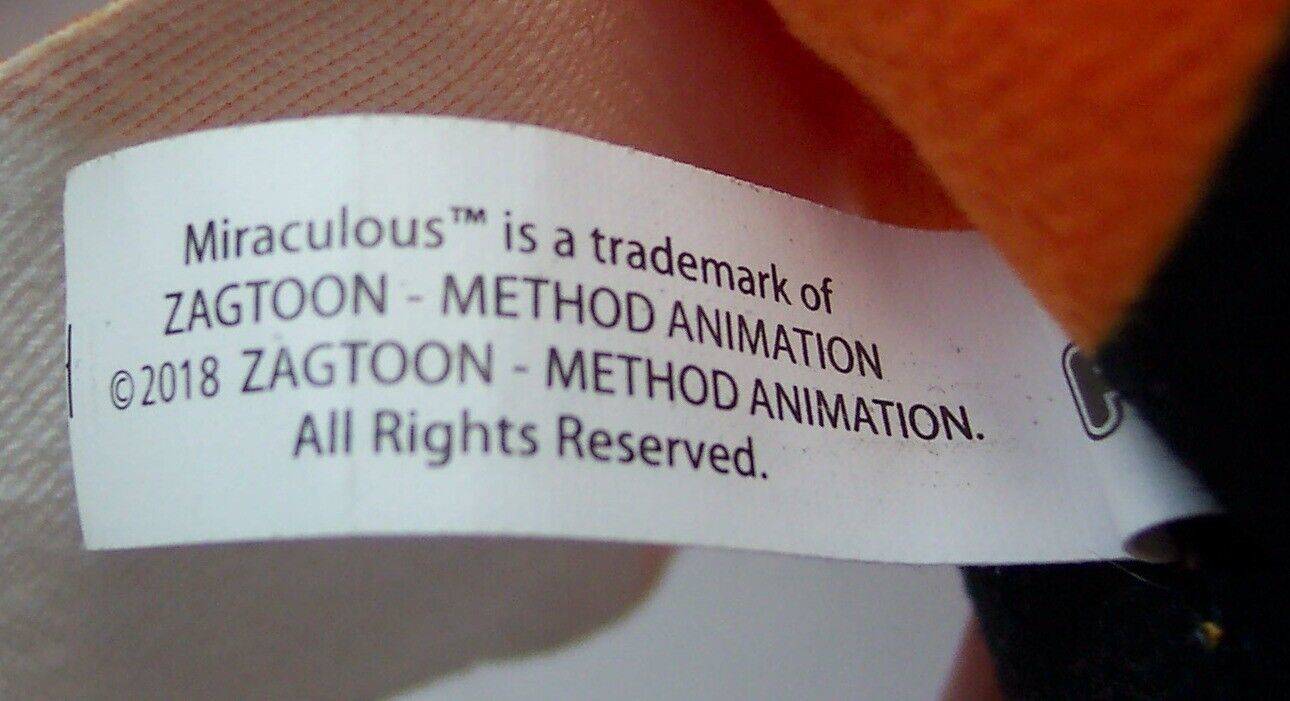 Miraculous™ is a trademark of
ZAGTOON - METHOD ANIMATION
©2018 ZAGTOON - METHOD ANIMATION.
All Rights Reserved.